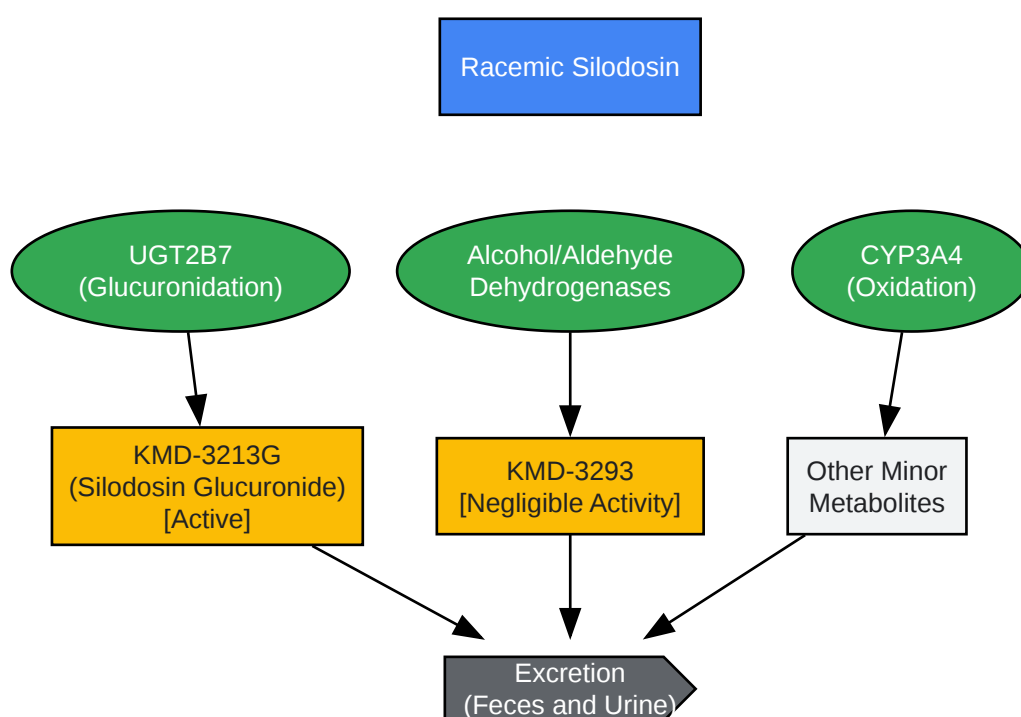 Racemic Silodosin
UGT2B7
(Glucuronidation)
Alcohol/Aldehyde
Dehydrogenases
CYP3A4
(Oxidation)
KMD-3213G
(Silodosin Glucuronide)
[Active]
KMD-3293
[Negligible Activity]
Other Minor
Metabolites
Excretion
(Feces and Urine)